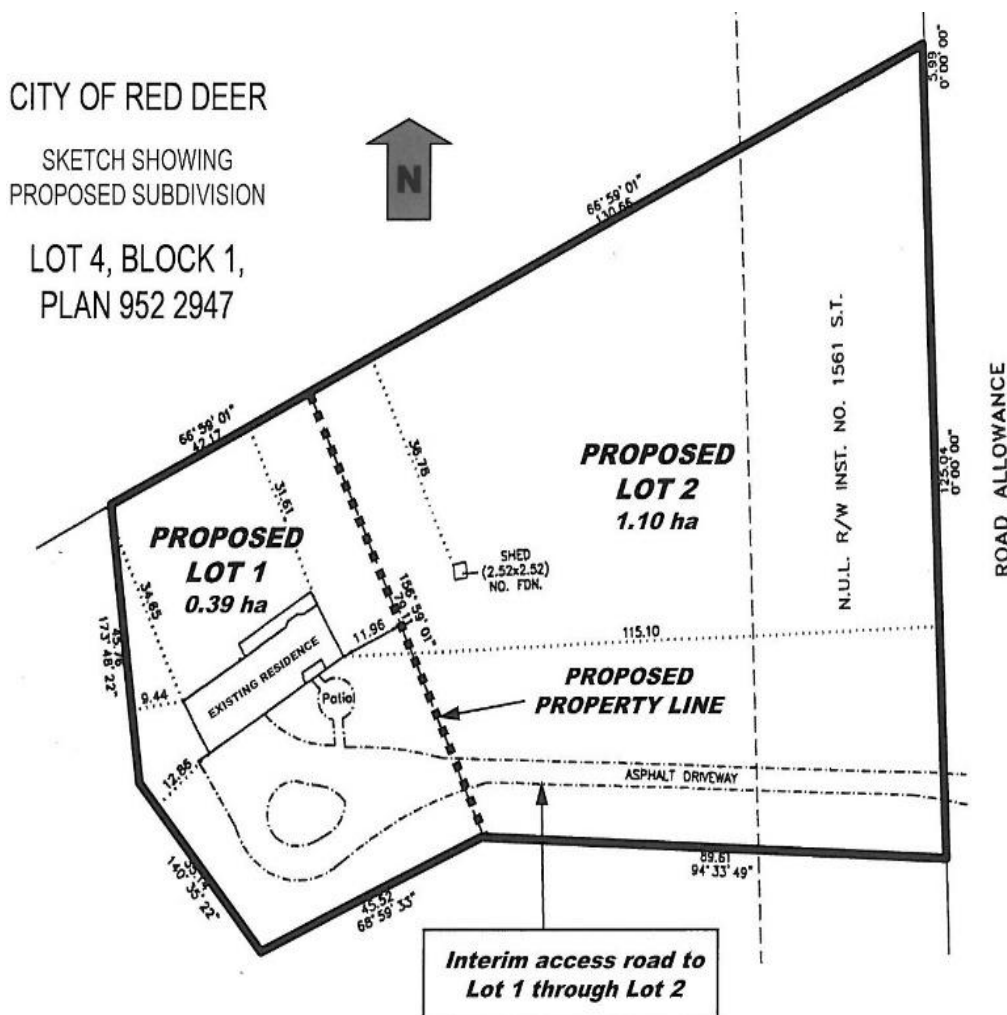 CITY OF RED DEER
SKETCH SHOWING
PROPOSED SUBDIVISION
LOT 4, BLOCK 1,
PLAN 952 2947
N
5.99
0°00'00"
66°59'01"
130.66
66°59'01"
42.17
36.76
31.61
PROPOSED
LOT 1
0.39 ha
PROPOSED
LOT 2
1.10 ha
N.U.L. R/W INST. NO. 1561 S.T.
ROAD ALLOWANCE
125.04
0°00'00"
SHED
(2.52x2.52)
NO. FDN.
34.65
45.76
173°48'22"
156°59'01"
79.11
11.96
115.10
EXISTING RESIDENCE
9.44
Patio
PROPOSED
PROPERTY LINE
12.86
ASPHALT DRIVEWAY
140°35'22"
45.52
68°59'33"
89.61
94°33'49"
Interim access road to
Lot 1 through Lot 2